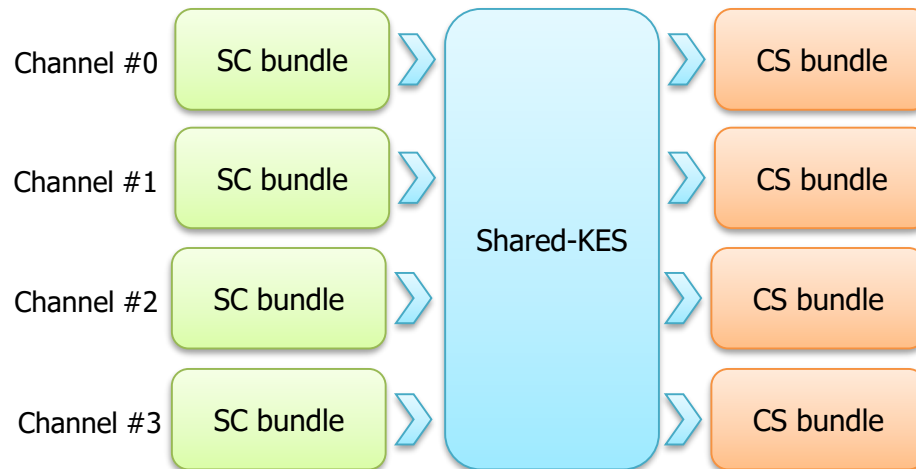 Channel #0
SC bundle
CS bundle
Channel #1
SC bundle
CS bundle
Shared-KES
Channel #2
SC bundle
CS bundle
Channel #3
SC bundle
CS bundle